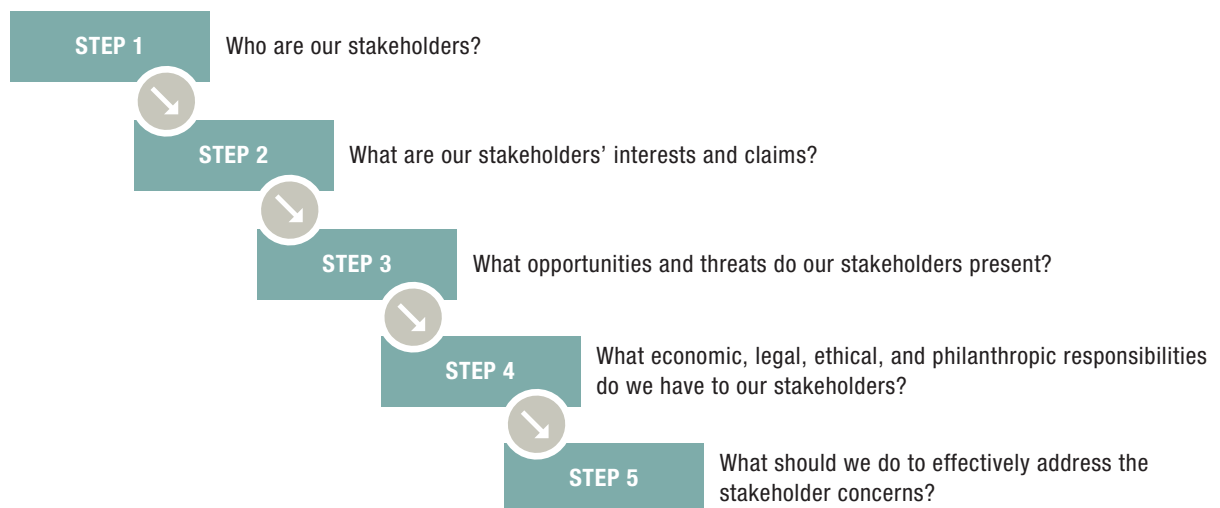 STEP 1
Who are our stakeholders?
STEP 2
What are our stakeholders’ interests and claims?
STEP 3
What opportunities and threats do our stakeholders present?
STEP 4
What economic, legal, ethical, and philanthropic responsibilities
do we have to our stakeholders?
STEP 5
What should we do to effectively address the
stakeholder concerns?